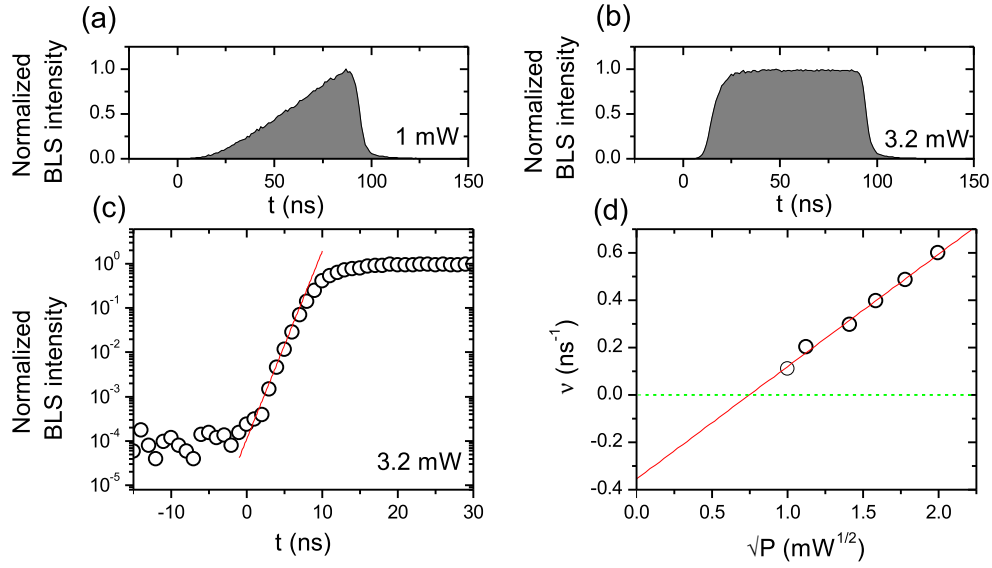 (a)
Normalized
BLS intensity
1.0
0.5
0.0
1 mW
0
50
100
150
t (ns)
(b)
Normalized
BLS intensity
1.0
0.5
0.0
3.2 mW
0
50
100
150
t (ns)
(c)
Normalized
BLS intensity
10^0
10^-1
10^-2
10^-3
10^-4
10^-5
3.2 mW
-10
0
10
20
30
t (ns)
(d)
ν (ns^-1)
0.6
0.4
0.2
0.0
-0.2
-0.4
0.0
0.5
1.0
1.5
2.0
√P (mW^1/2)